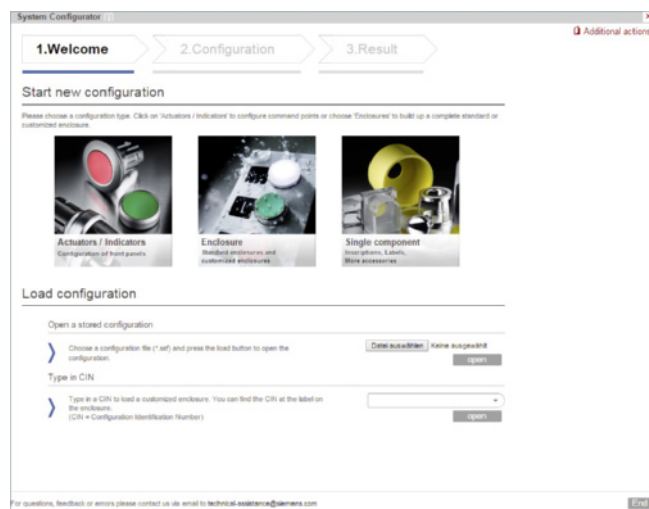 System Configurator
Additional actions
1.Welcome
2.Configuration
3.Result
Start new configuration
Please choose a configuration type. Click on 'Actuators / Indicators' to configure command points or choose 'Enclosures' to build up a complete standard or
customized enclosure.
Actuators / Indicators
Configuration of front panels
Enclosure
Standard enclosures and
customized enclosures
Single component
Inscriptions, Labels,
More accessories
Load configuration
Open a stored configuration
Choose a configuration file (*.sef) and press the load button to open the
configuration.
Datei auswählen Keine ausgewählt
open
Type in CIN
Type in a CIN to load a customized enclosure. You can find the CIN at the label on
the enclosure.
(CIN = Configuration Identification Number)
open
For questions, feedback or errors please contact us via email to technical-assistance@siemens.com
End